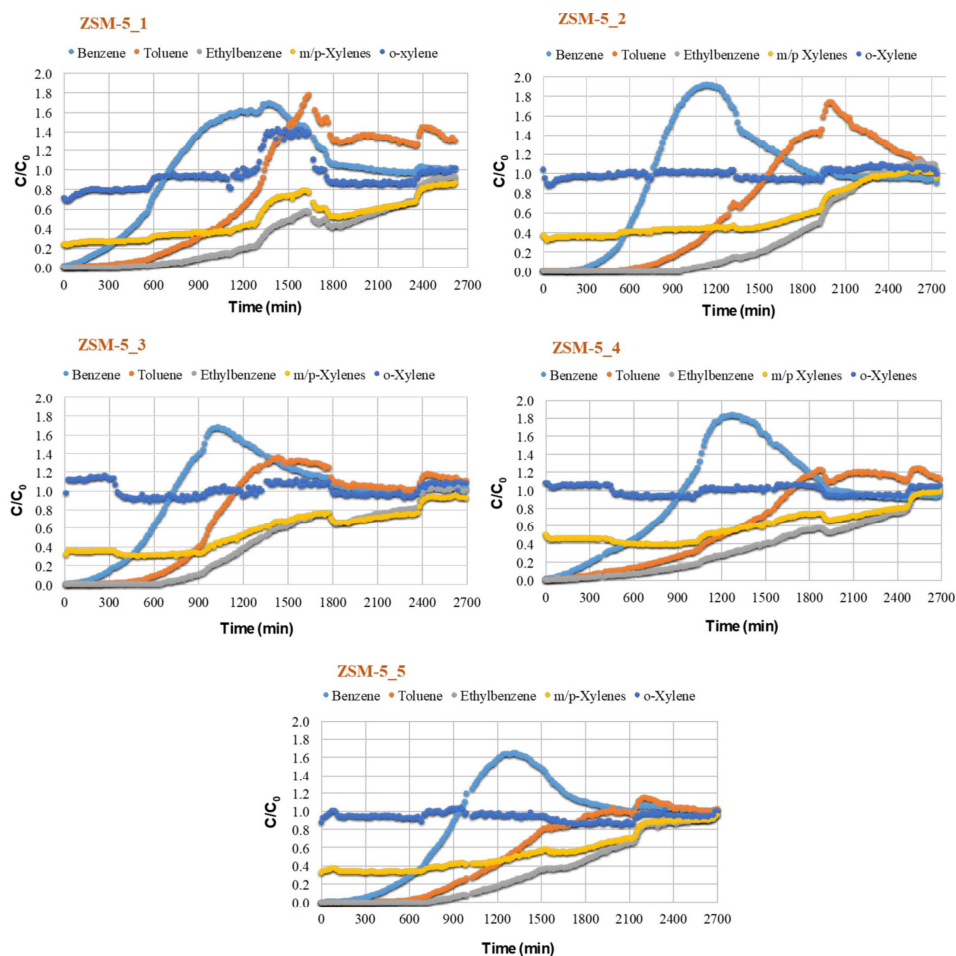 ZSM-5_1
Benzene Toluene Ethylbenzene m/p-Xylenes o-xylene
2.0
1.8
1.6
1.4
1.2
1.0
0.8
0.6
0.4
0.2
0.0
C/C0
0 300 600 900 1200 1500 1800 2100 2400 2700
Time (min)
ZSM-5_2
Benzene Toluene Ethylbenzene m/p Xylenes o-Xylene
2.0
1.8
1.6
1.4
1.2
1.0
0.8
0.6
0.4
0.2
0.0
0 300 600 900 1200 1500 1800 2100 2400 2700
Time (min)
ZSM-5_3
Benzene Toluene Ethylbenzene m/p-Xylenes o-Xylene
2.0
1.8
1.6
1.4
1.2
1.0
0.8
0.6
0.4
0.2
0.0
C/C0
0 300 600 900 1200 1500 1800 2100 2400 2700
Time (min)
ZSM-5_4
Benzene Toluene Ethylbenzene m/p Xylenes o-Xylenes
2.0
1.8
1.6
1.4
1.2
1.0
0.8
0.6
0.4
0.2
0.0
0 300 600 900 1200 1500 1800 2100 2400 2700
Time (min)
ZSM-5_5
Benzene Toluene Ethylbenzene m/p-Xylenes o-Xylene
2.0
1.8
1.6
1.4
1.2
1.0
0.8
0.6
0.4
0.2
0.0
C/C0
0 300 600 900 1200 1500 1800 2100 2400 2700
Time (min)